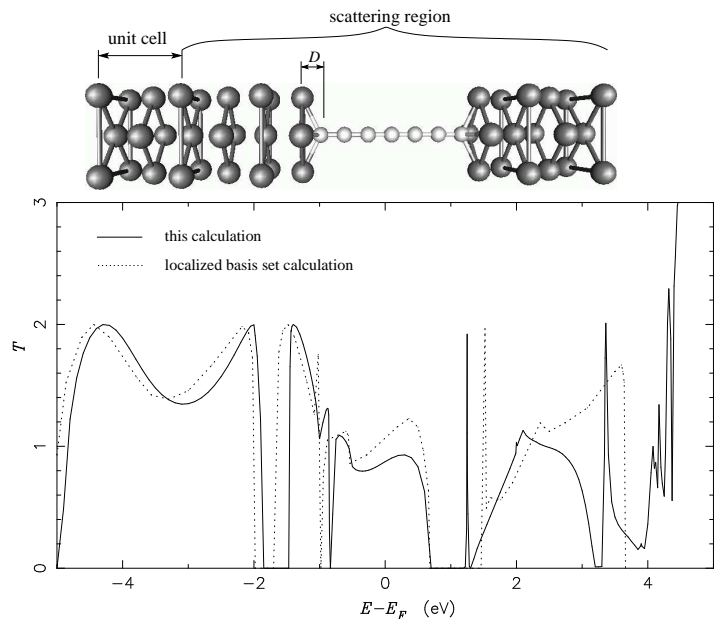 scattering region
unit cell
D
3
2
1
0
T
this calculation
localized basis set calculation
−4 −2 0 2 4
E−E_F (eV)